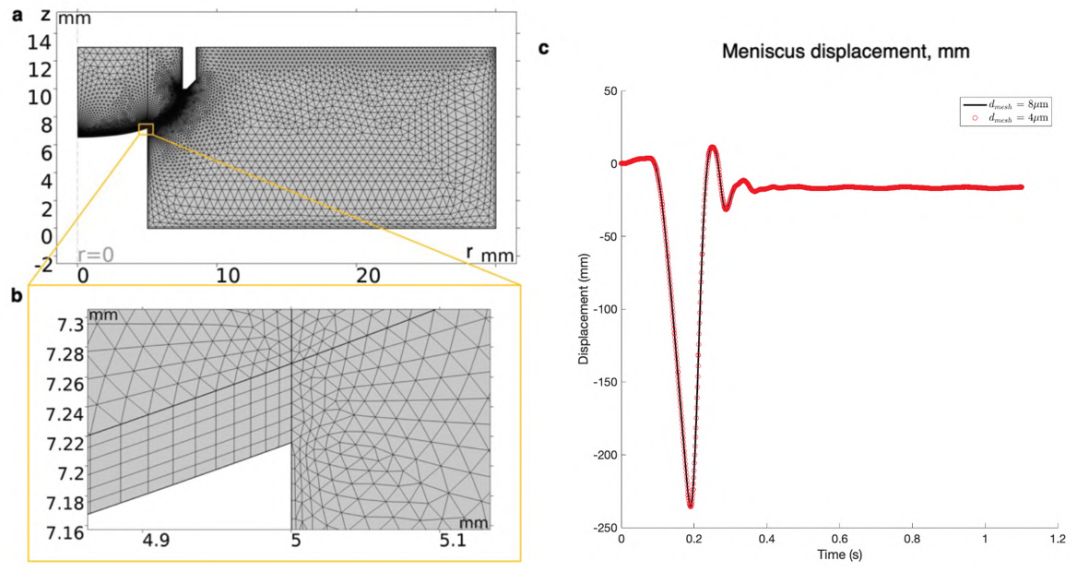 a
z
mm
14
12
10
8
6
4
2
0
-2
r=0
r mm
0
10
20
b
mm
7.3
7.28
7.26
7.24
7.22
7.2
7.18
7.16
mm
4.9
5
5.1
c
Meniscus displacement, mm
50
0
-50
-100
-150
-200
-250
Displacement (mm)
d_mesh = 8μm
d_mesh = 4μm
0
0.2
0.4
0.6
0.8
1
1.2
Time (s)